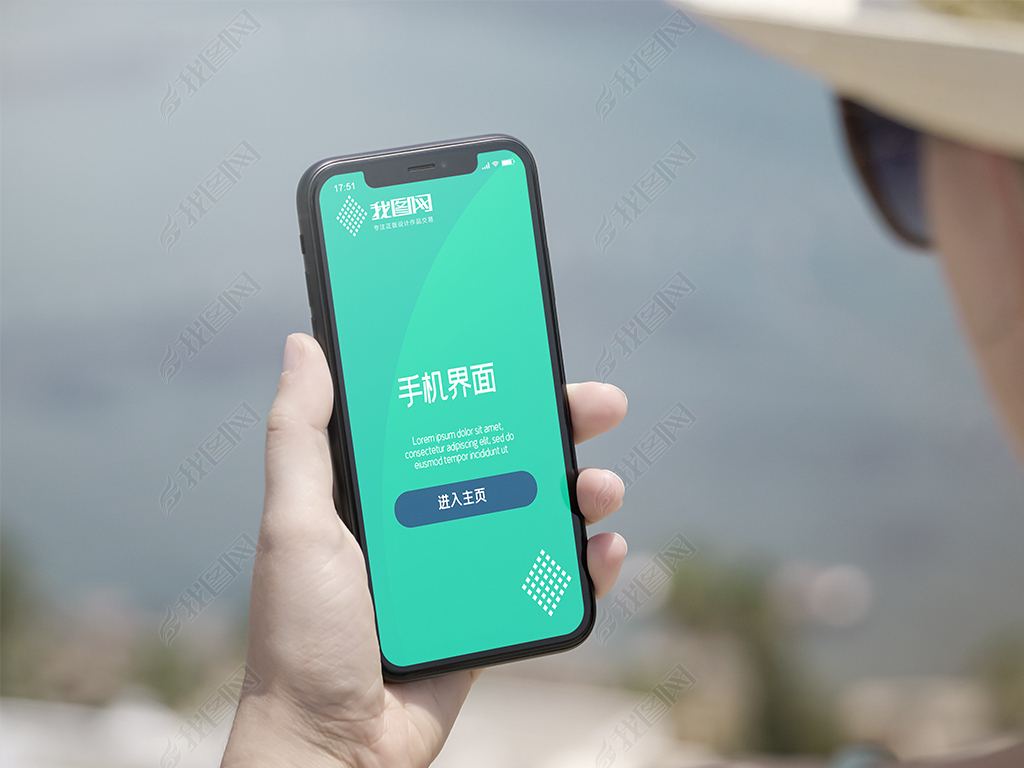 17:51
我图网
专注正版设计作品交易
手机界面
Lorem ipsum dolor sit amet,
consectetur adipiscing elit, sed do
eiusmod tempor incididunt ut
进入主页
我图网
我图网
我图网
我图网
我图网
我图网
我图网
我图网
我图网
我图网
我图网
我图网